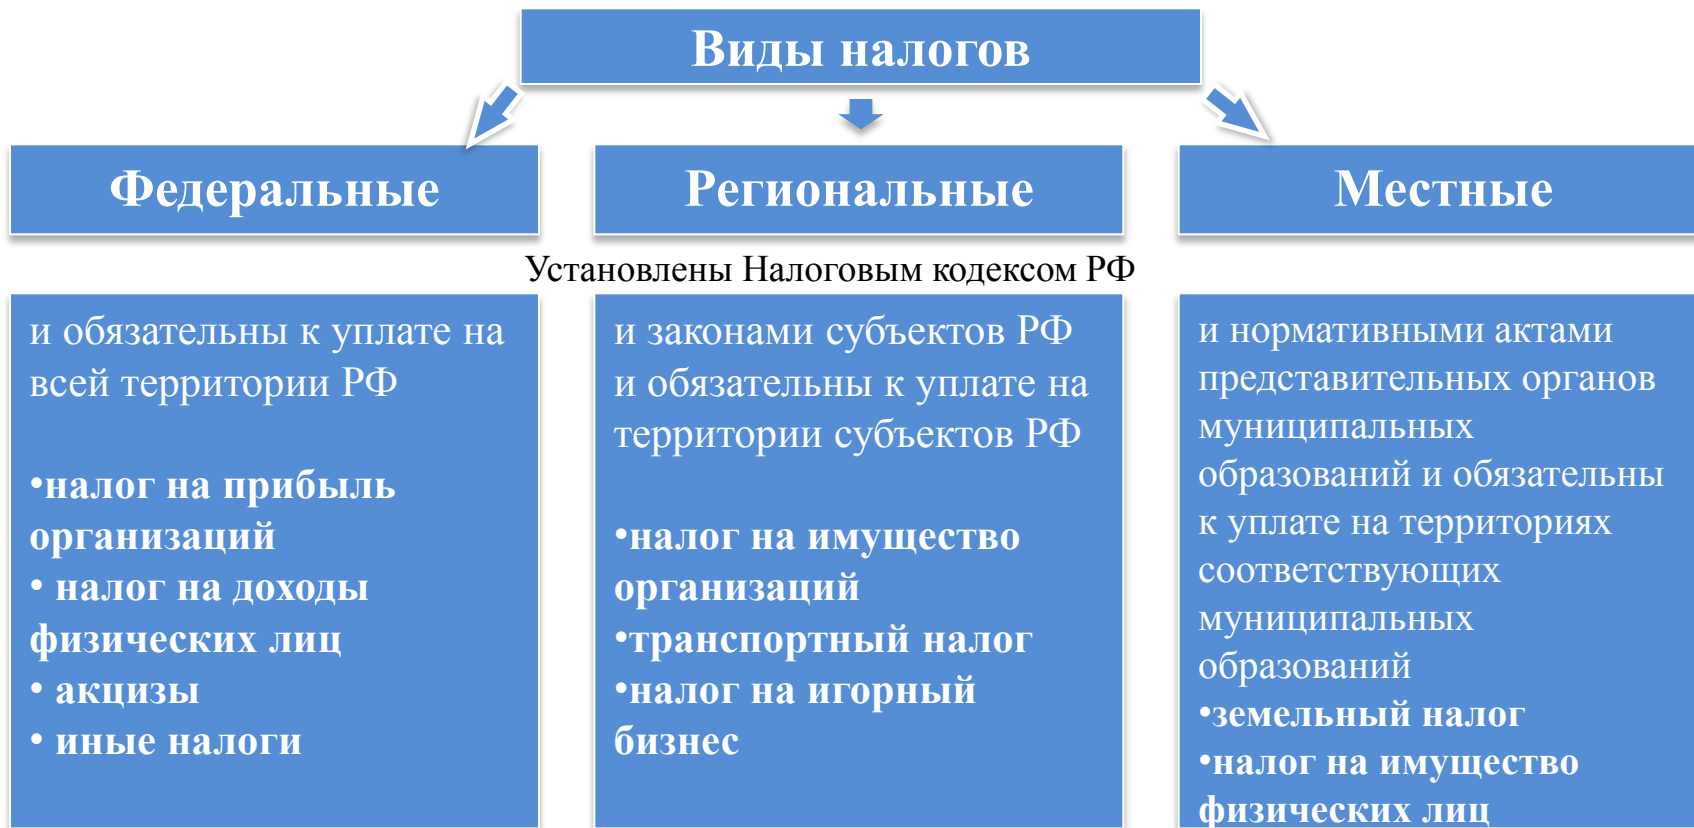 Виды налогов
Федеральные
Региональные
Местные
Установлены Налоговым кодексом РФ
и обязательны к уплате на
всей территории РФ
•налог на прибыль
организаций
• налог на доходы
физических лиц
• акцизы
• иные налоги
и законами субъектов РФ
и обязательны к уплате на
территории субъектов РФ
•налог на имущество
организаций
•транспортный налог
•налог на игорный
бизнес
и нормативными актами
представительных органов
муниципальных
образований и обязательны
к уплате на территориях
соответствующих
муниципальных
образований
•земельный налог
•налог на имущество
физических лиц